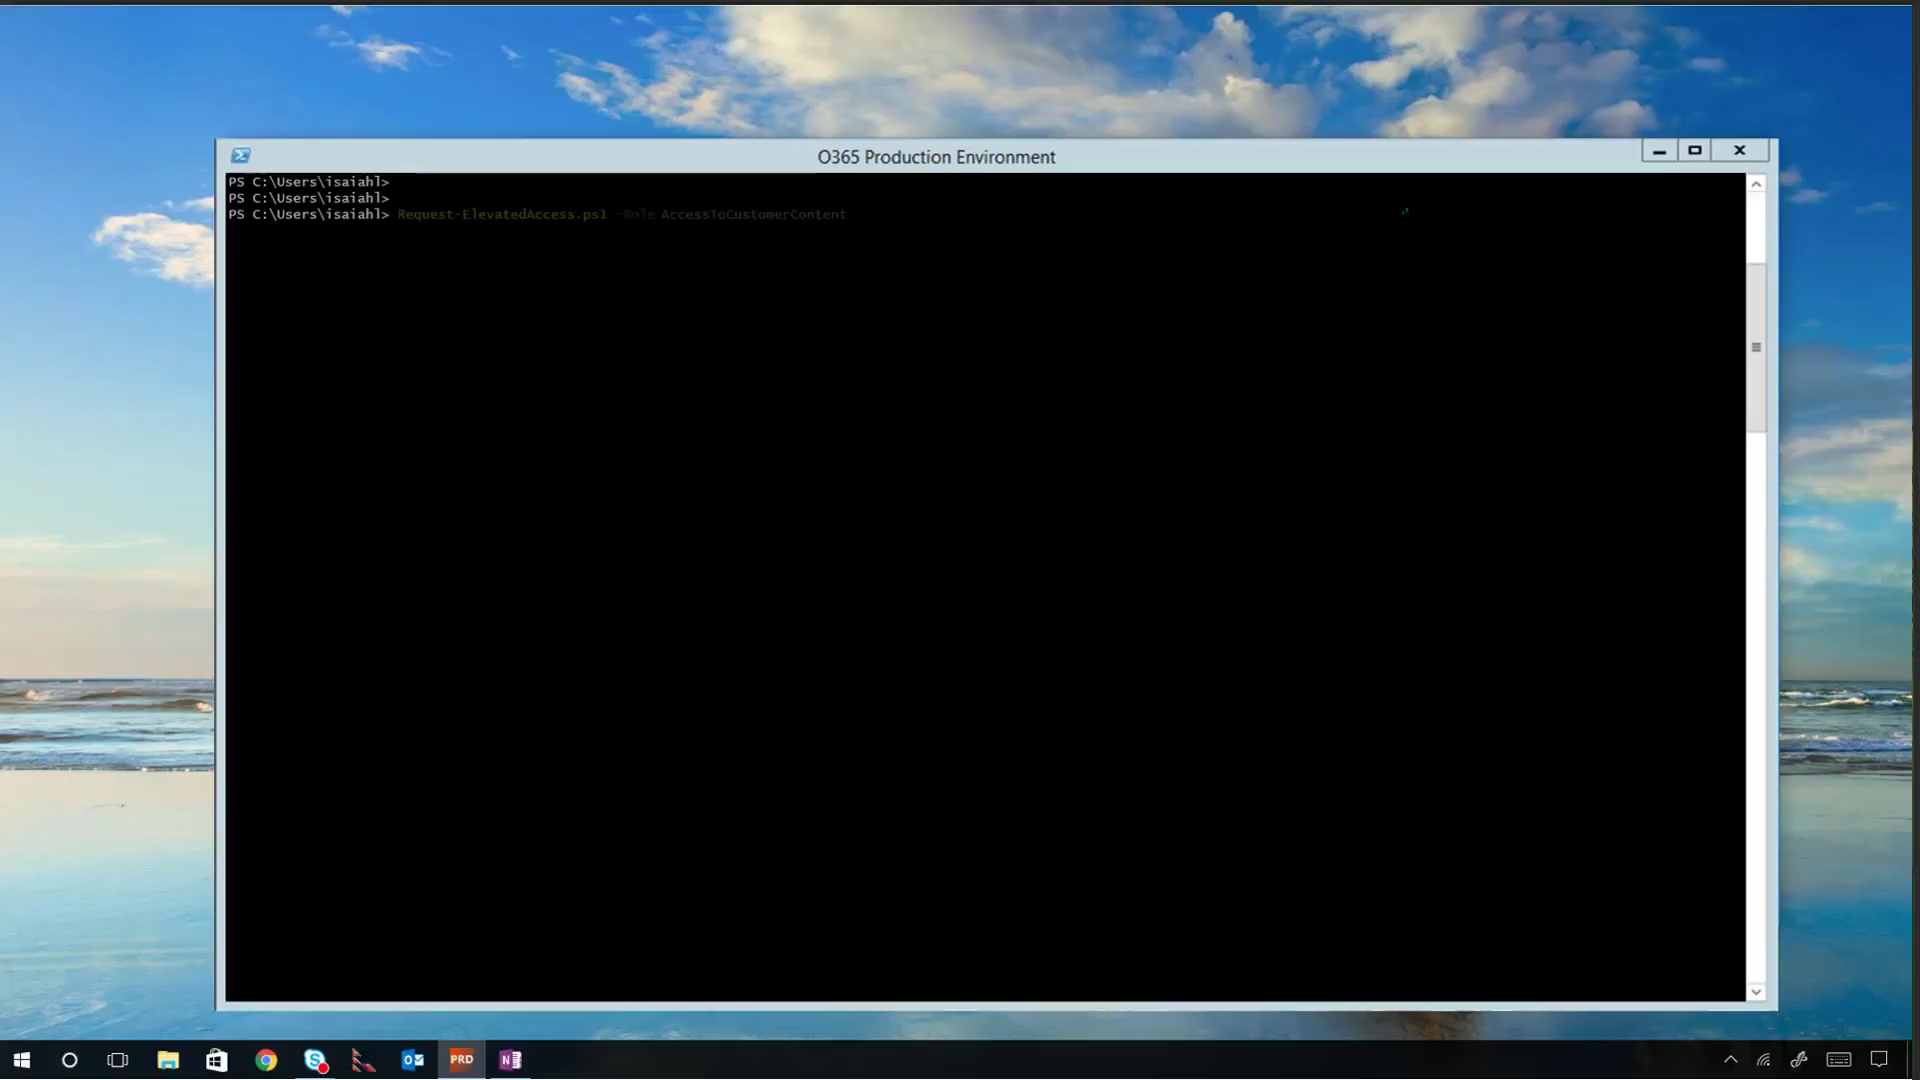 O365 Production Environment
PS C:\Users\isaiahl>
PS C:\Users\isaiahl>
PS C:\Users\isaiahl> Request-ElevatedAccess.ps1 -Role AccessToCustomerContent
PRD